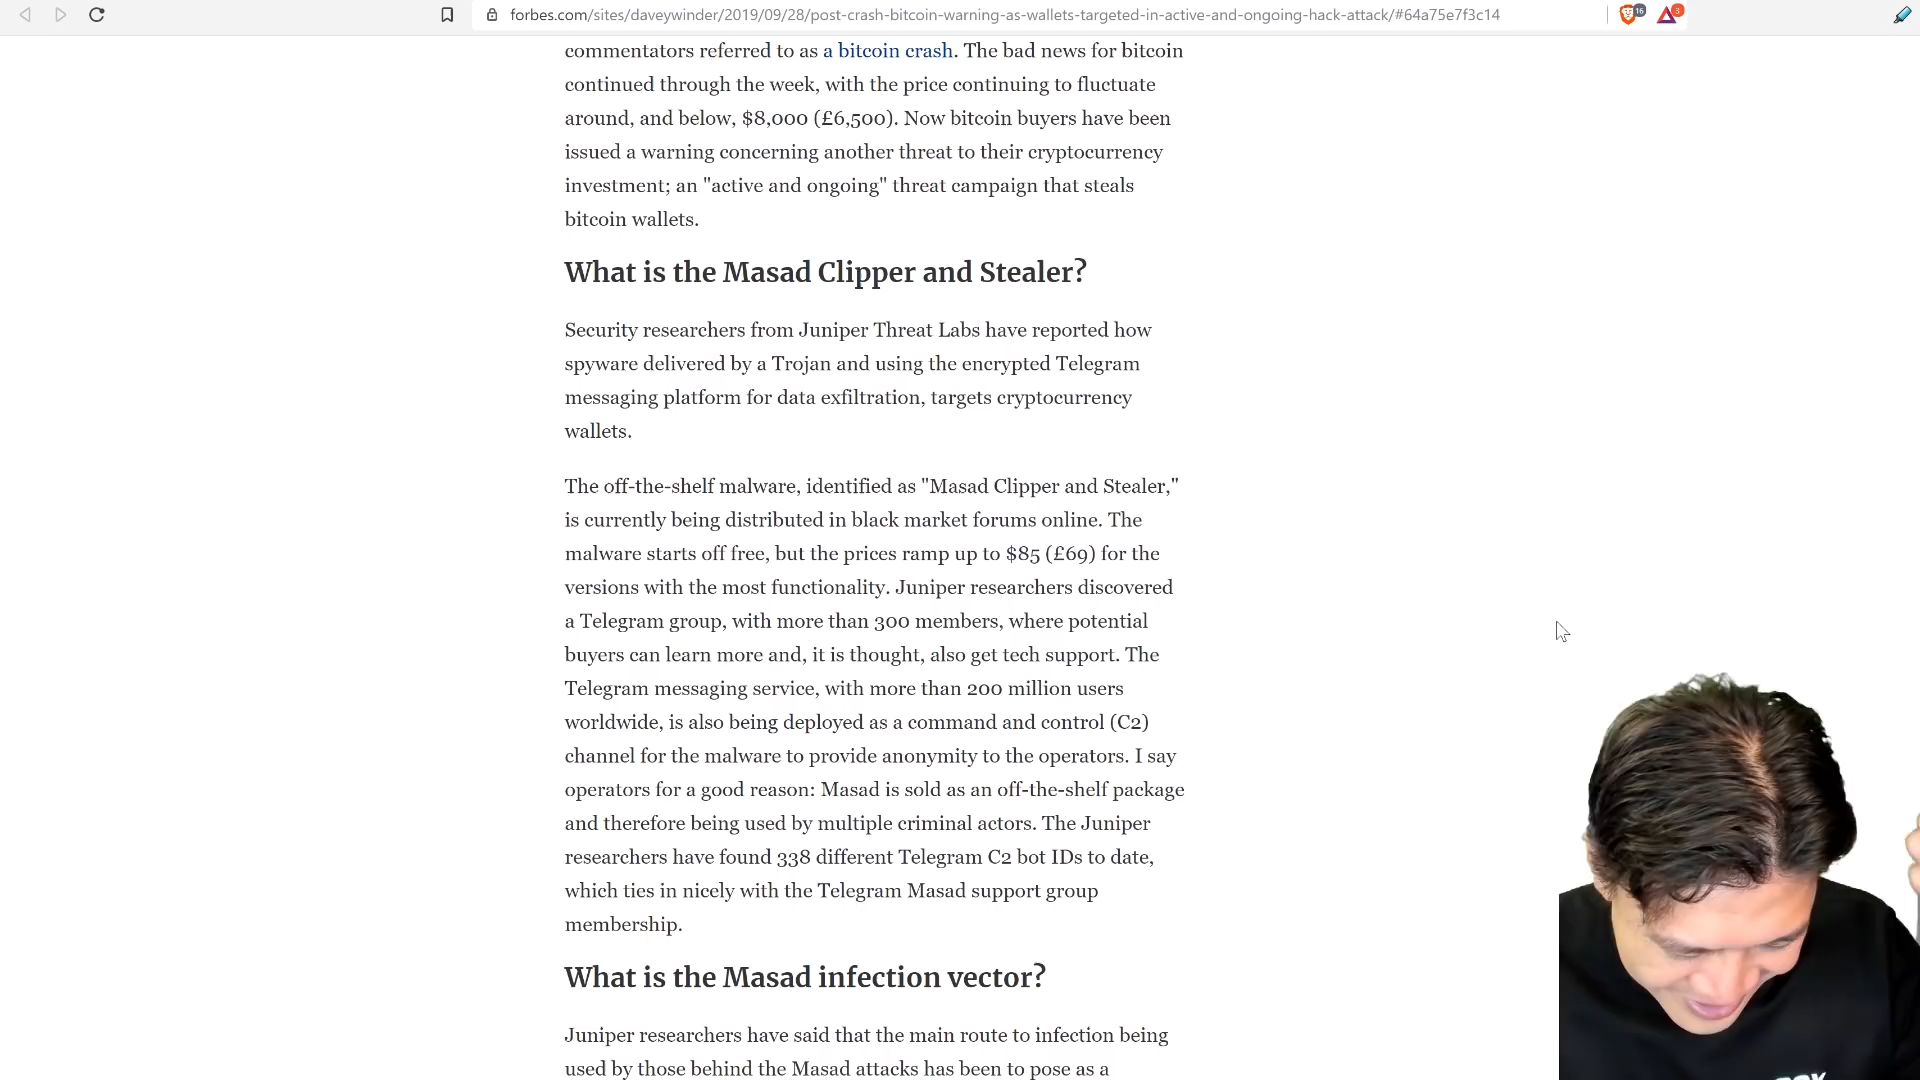 forbes.com/sites/daveywinder/2019/09/28/post-crash-bitcoin-warning-as-wallets-targeted-in-active-and-ongoing-hack-attack/#64a75e7f3c14
16
3
commentators referred to as a bitcoin crash. The bad news for bitcoin
continued through the week, with the price continuing to fluctuate
around, and below, $8,000 (£6,500). Now bitcoin buyers have been
issued a warning concerning another threat to their cryptocurrency
investment; an "active and ongoing" threat campaign that steals
bitcoin wallets.
What is the Masad Clipper and Stealer?
Security researchers from Juniper Threat Labs have reported how
spyware delivered by a Trojan and using the encrypted Telegram
messaging platform for data exfiltration, targets cryptocurrency
wallets.
The off-the-shelf malware, identified as "Masad Clipper and Stealer,"
is currently being distributed in black market forums online. The
malware starts off free, but the prices ramp up to $85 (£69) for the
versions with the most functionality. Juniper researchers discovered
a Telegram group, with more than 300 members, where potential
buyers can learn more and, it is thought, also get tech support. The
Telegram messaging service, with more than 200 million users
worldwide, is also being deployed as a command and control (C2)
channel for the malware to provide anonymity to the operators. I say
operators for a good reason: Masad is sold as an off-the-shelf package
and therefore being used by multiple criminal actors. The Juniper
researchers have found 338 different Telegram C2 bot IDs to date,
which ties in nicely with the Telegram Masad support group
membership.
What is the Masad infection vector?
Juniper researchers have said that the main route to infection being
used by those behind the Masad attacks has been to pose as a